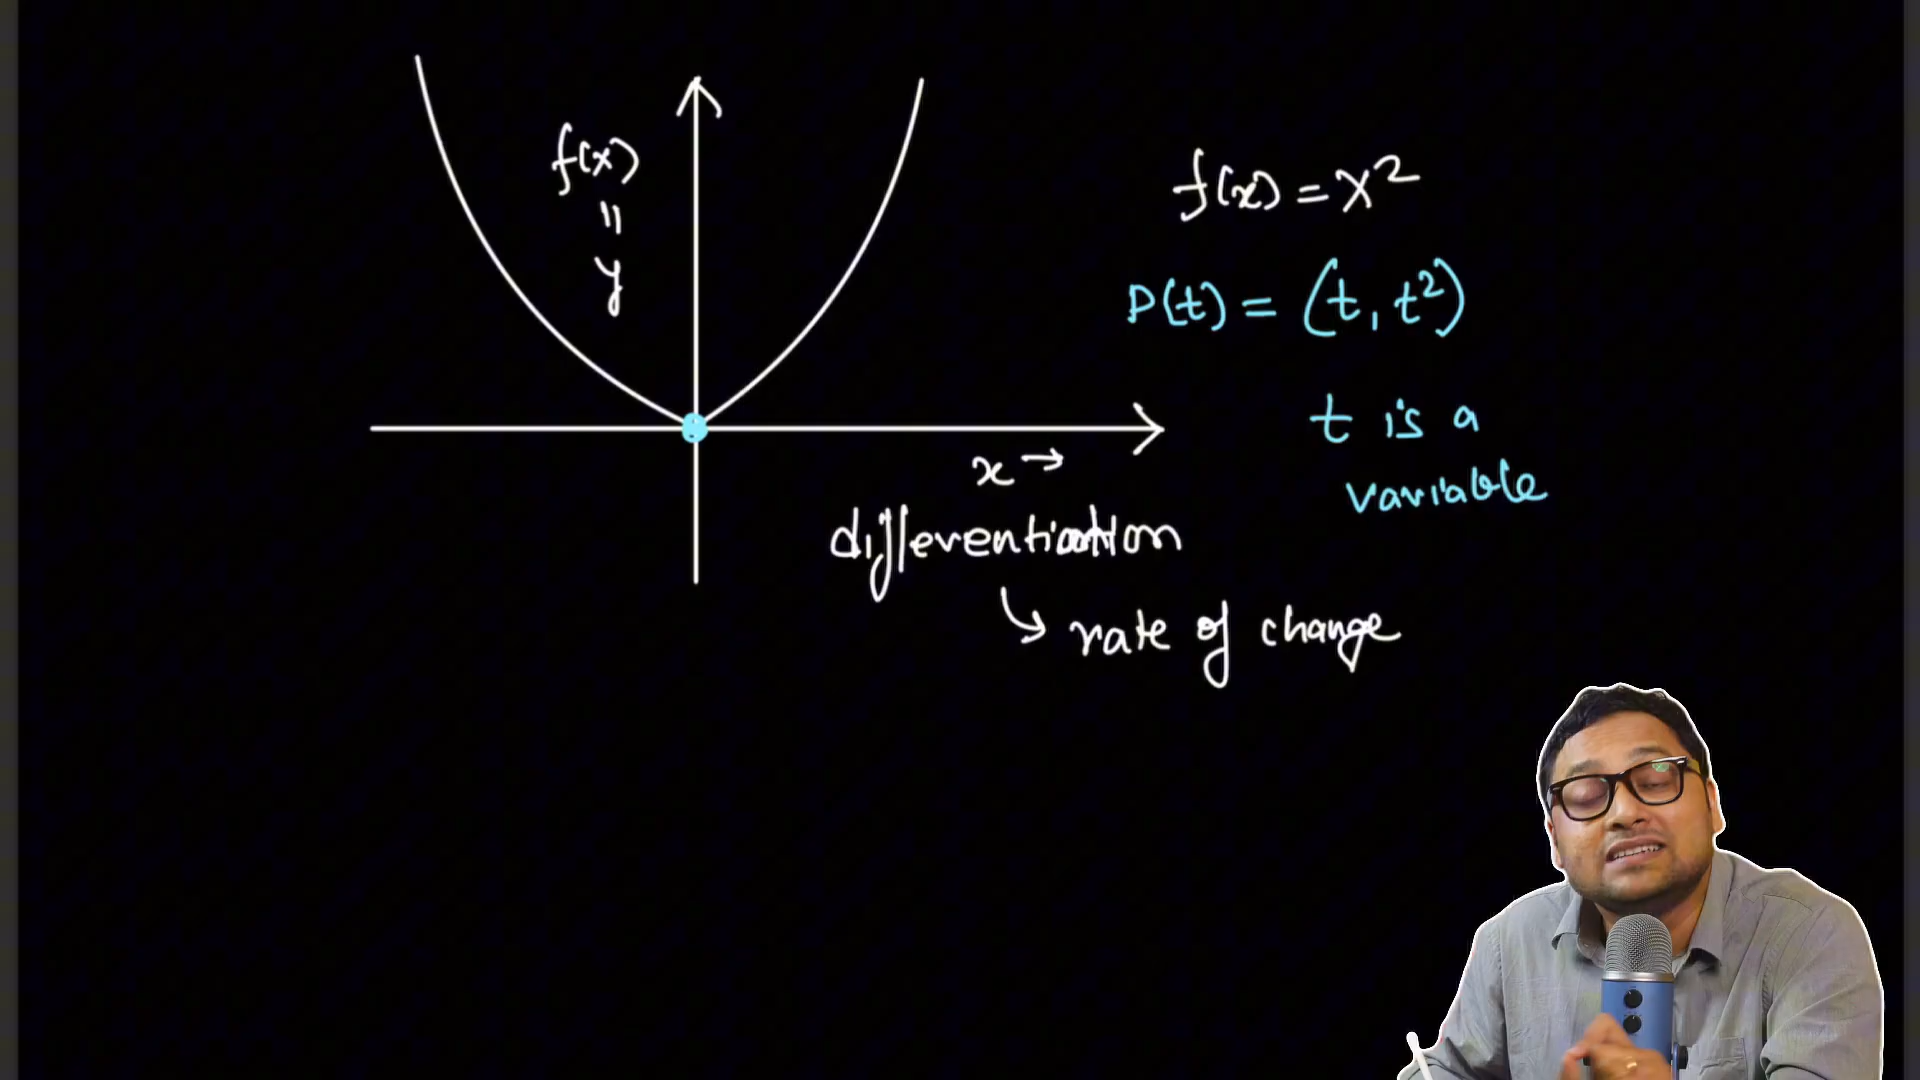 f(x)
=
y
x →
f(x) = x²
P(t) = (t, t²)
t is a
variable
differentiation
↳ rate of change